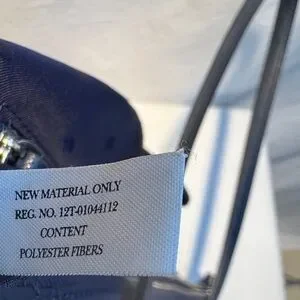 NEW MATERIAL ONLY
REG. NO. 12T-01044112
CONTENT
POLYESTER FIBERS